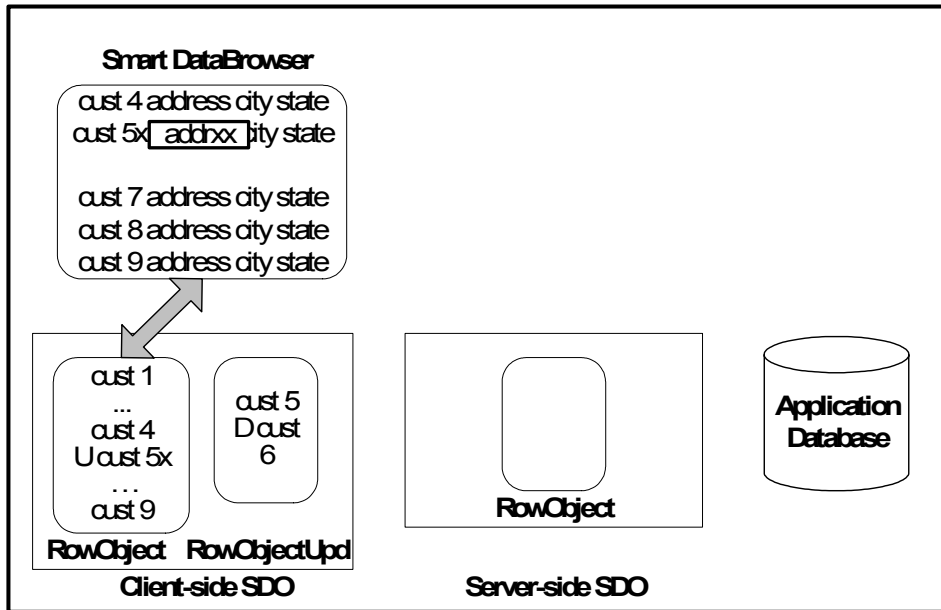 Smart DataBrowser
cust 4 address city state
cust 5x addrxx city state
cust 7 address city state
cust 8 address city state
cust 9 address city state
cust 1
...
cust 4
U cust 5x
...
cust 9
RowObject
cust 5
D cust
6
RowObjectUpd
Client-side SDO
RowObject
Server-side SDO
Application
Database